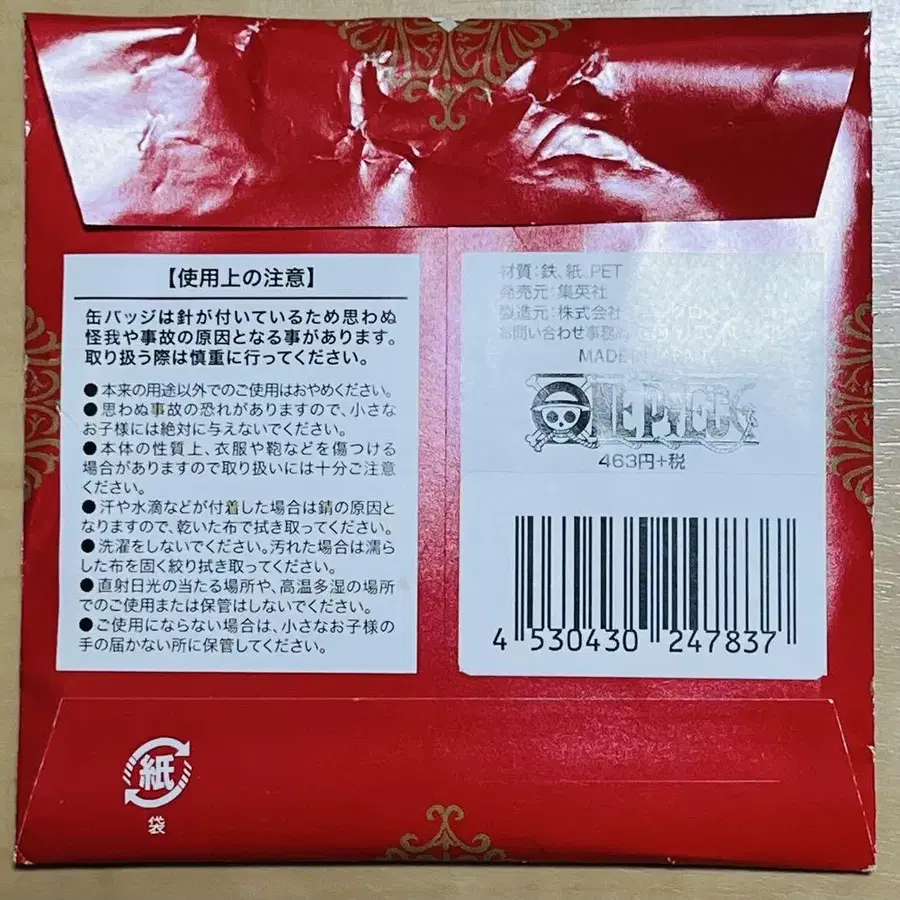 【使用上の注意】
缶バッジは針が付いているため思わぬ
怪我や事故の原因となる事があります。
取り扱う際は慎重に行ってください。
●本来の用途以外でのご使用はおやめください。
●思わぬ事故の恐れがありますので、小さな
お子様には絶対に与えないでください。
●本体の性質上、衣服や鞄などを傷つける
場合がありますので取り扱いには十分ご注意
ください。
●汗や水滴などが付着した場合は錆の原因と
なりますので、乾いた布で拭き取ってください。
●洗濯をしないでください。汚れた場合は濡ら
した布を固く絞り拭き取ってください。
●直射日光の当たる場所や、高温多湿の場所
でのご使用または保管はしないでください。
●ご使用にならない場合は、小さなお子様の
手の届かない所に保管してください。
材質:鉄、紙、PET
発売元:集英社
製造元:株式会社
お問い合わせ事務
MADE IN
ONE PIECE
463円+税
4 530430 247837
紙
袋